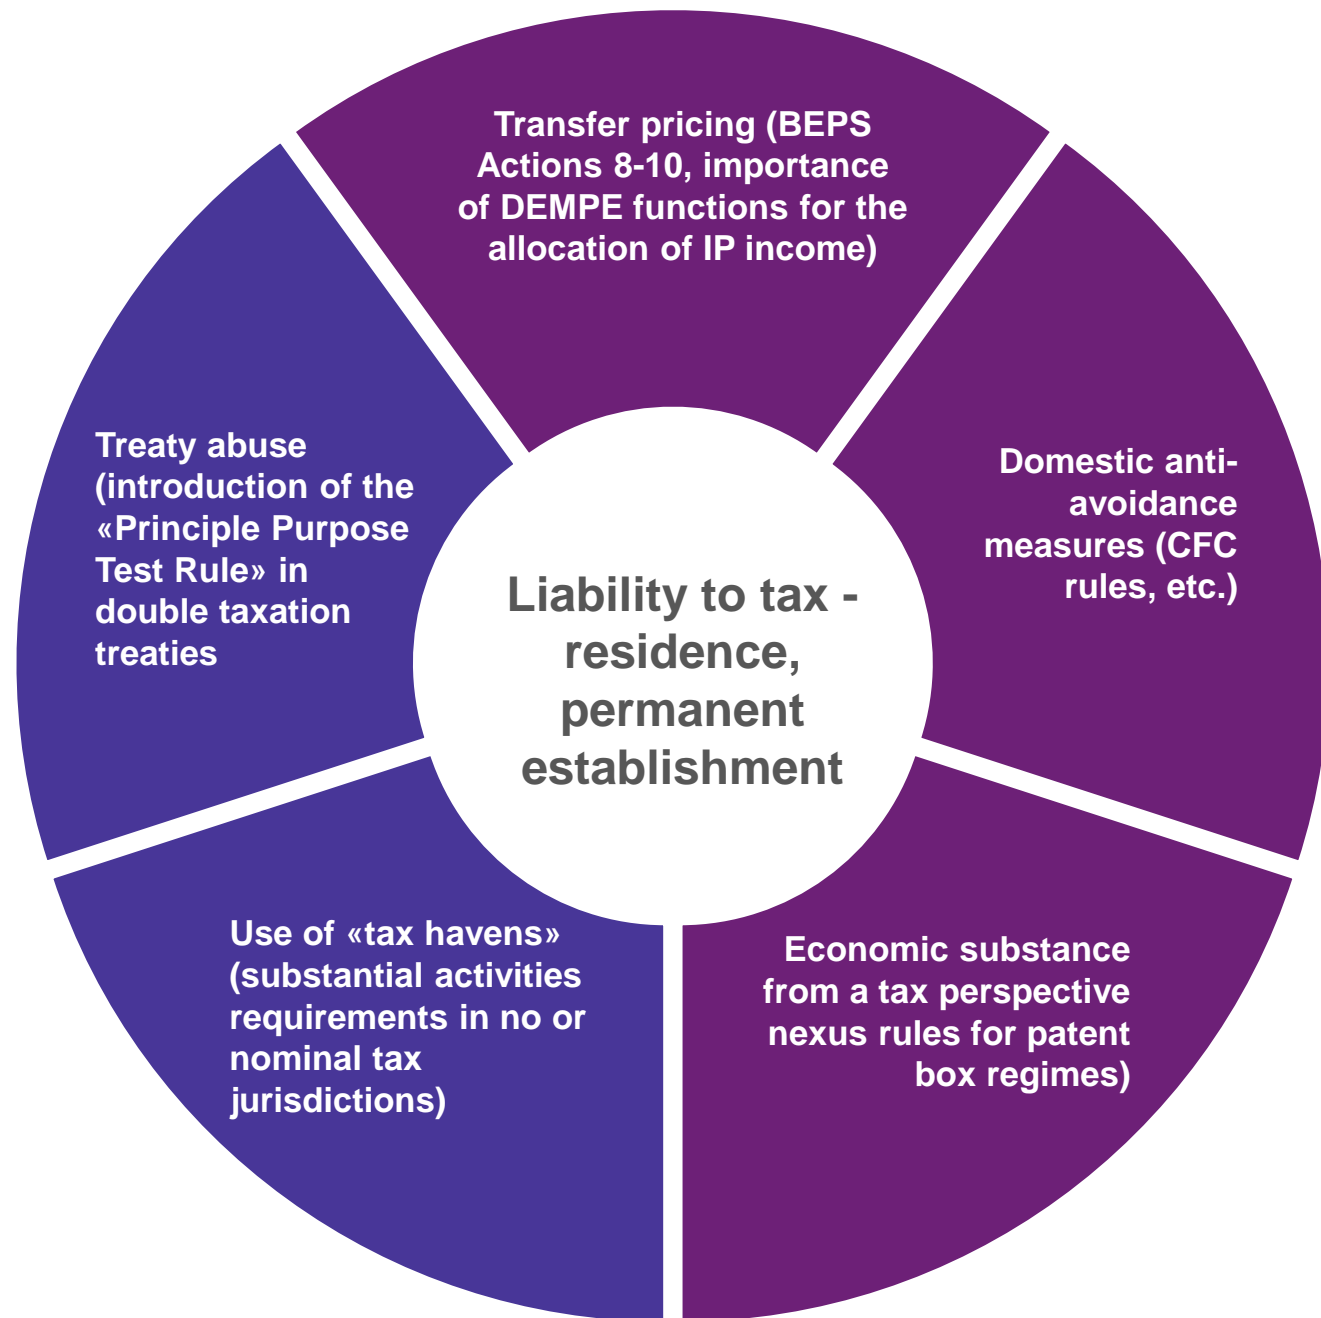 Transfer pricing (BEPS
Actions 8-10, importance
of DEMPE functions for the
allocation of IP income)
Treaty abuse
(introduction of the
«Principle Purpose
Test Rule» in
double taxation
treaties
Domestic anti-
avoidance
measures (CFC
rules, etc.)
Liability to tax -
residence,
permanent
establishment
Use of «tax havens»
(substantial activities
requirements in no or
nominal tax
jurisdictions)
Economic substance
from a tax perspective
nexus rules for patent
box regimes)